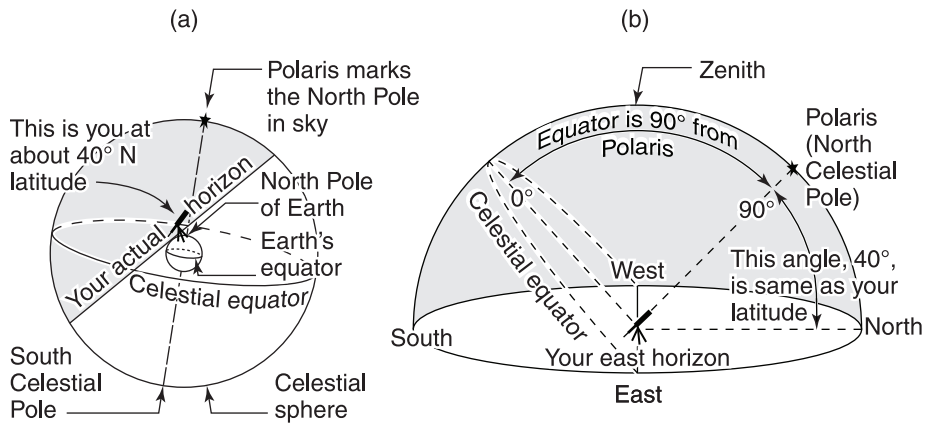 (a)
Polaris marks
the North Pole
in sky
This is you at
about 40° N
latitude
Your actual horizon
North Pole
of Earth
Earth's
equator
Celestial equator
South
Celestial
Pole
Celestial
sphere
(b)
Zenith
Equator is 90° from
Polaris
Polaris
(North
Celestial
Pole)
0°
90°
Celestial equator
West
This angle, 40°,
is same as your
latitude
South
North
Your east horizon
East